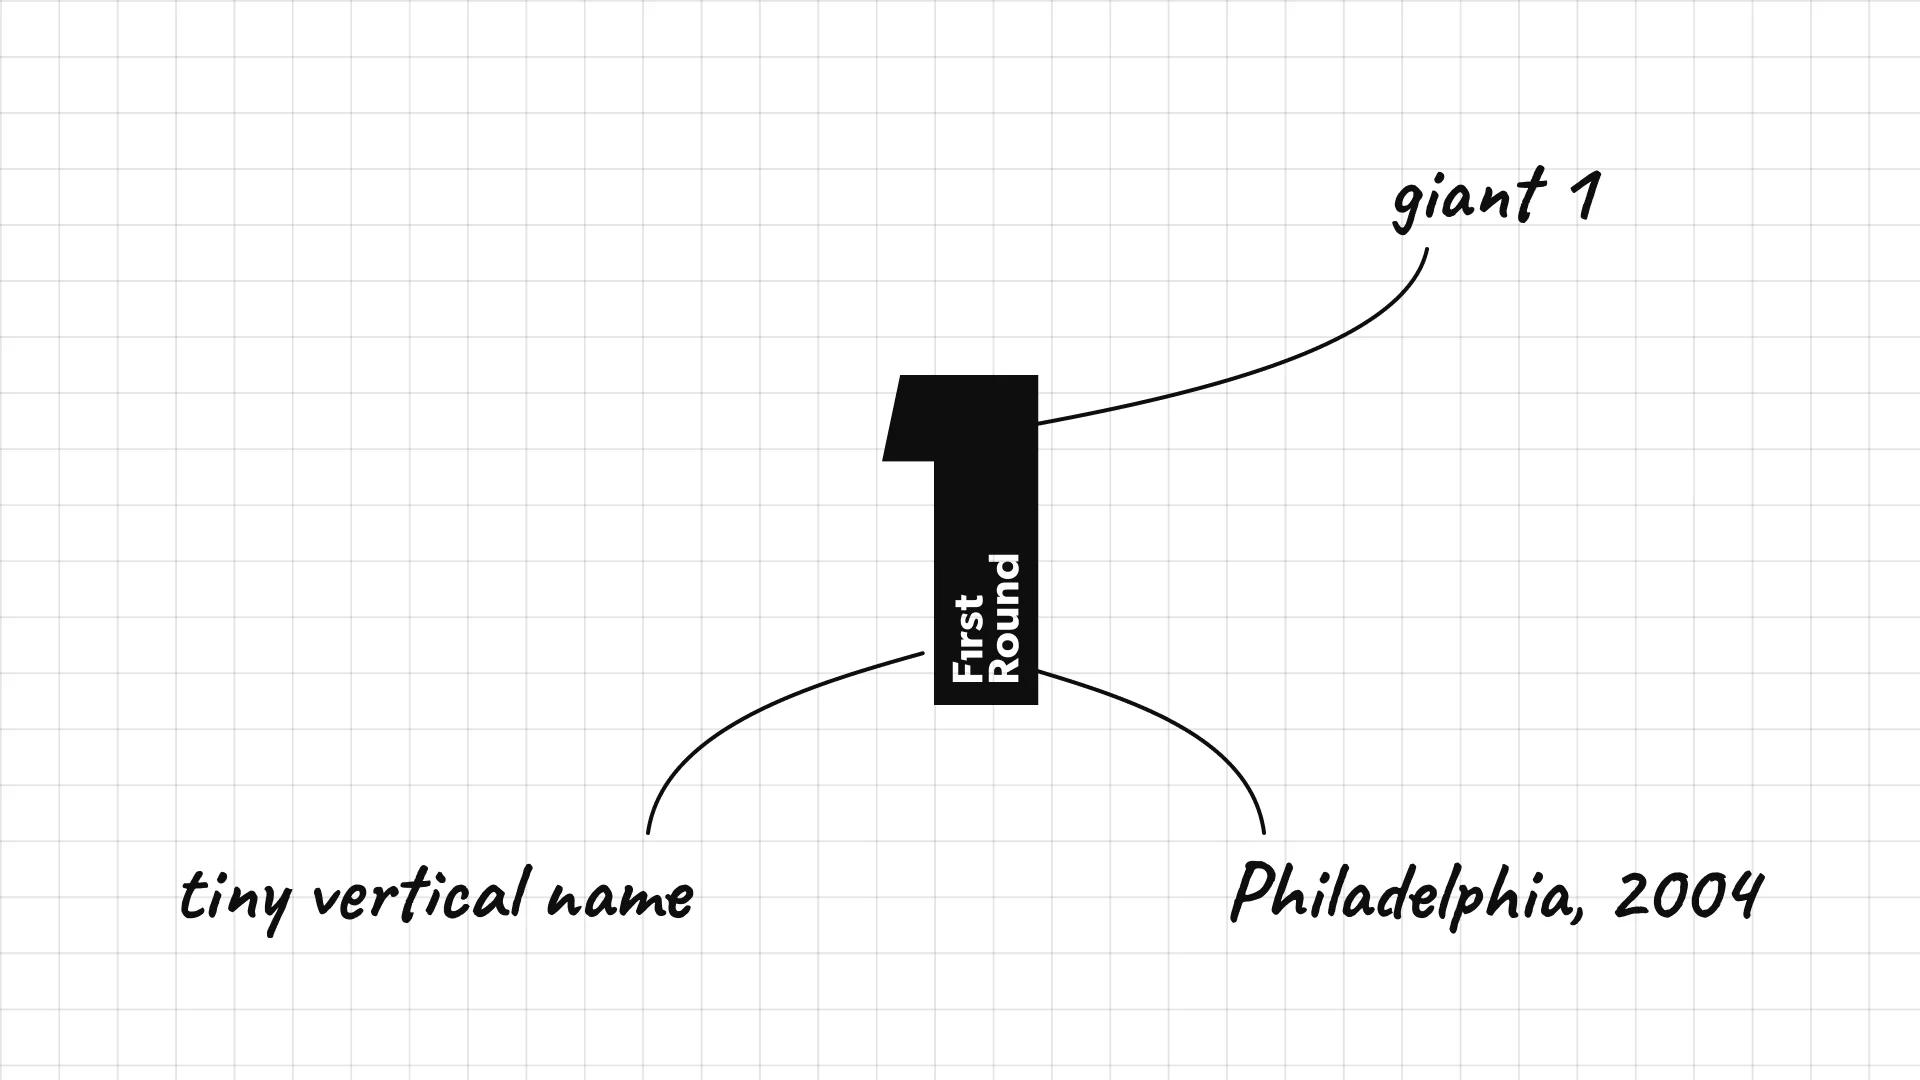 giant 1
First
Round
tiny vertical name
Philadelphia, 2004